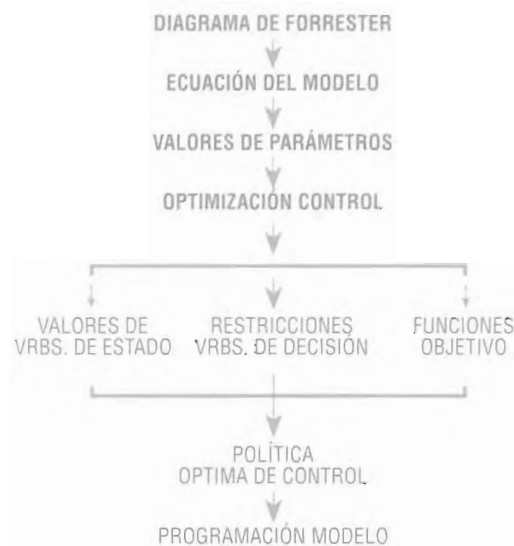 DIAGRAMA DE FORRESTER
ECUACIÓN DEL MODELO
VALORES DE PARÁMETROS
OPTIMIZACIÓN CONTROL
VALORES DE
VRBS. DE ESTADO
RESTRICCIONES
VRBS. DE DECISIÓN
FUNCIONES
OBJETIVO
POLÍTICA
OPTIMA DE CONTROL
PROGRAMACIÓN MODELO